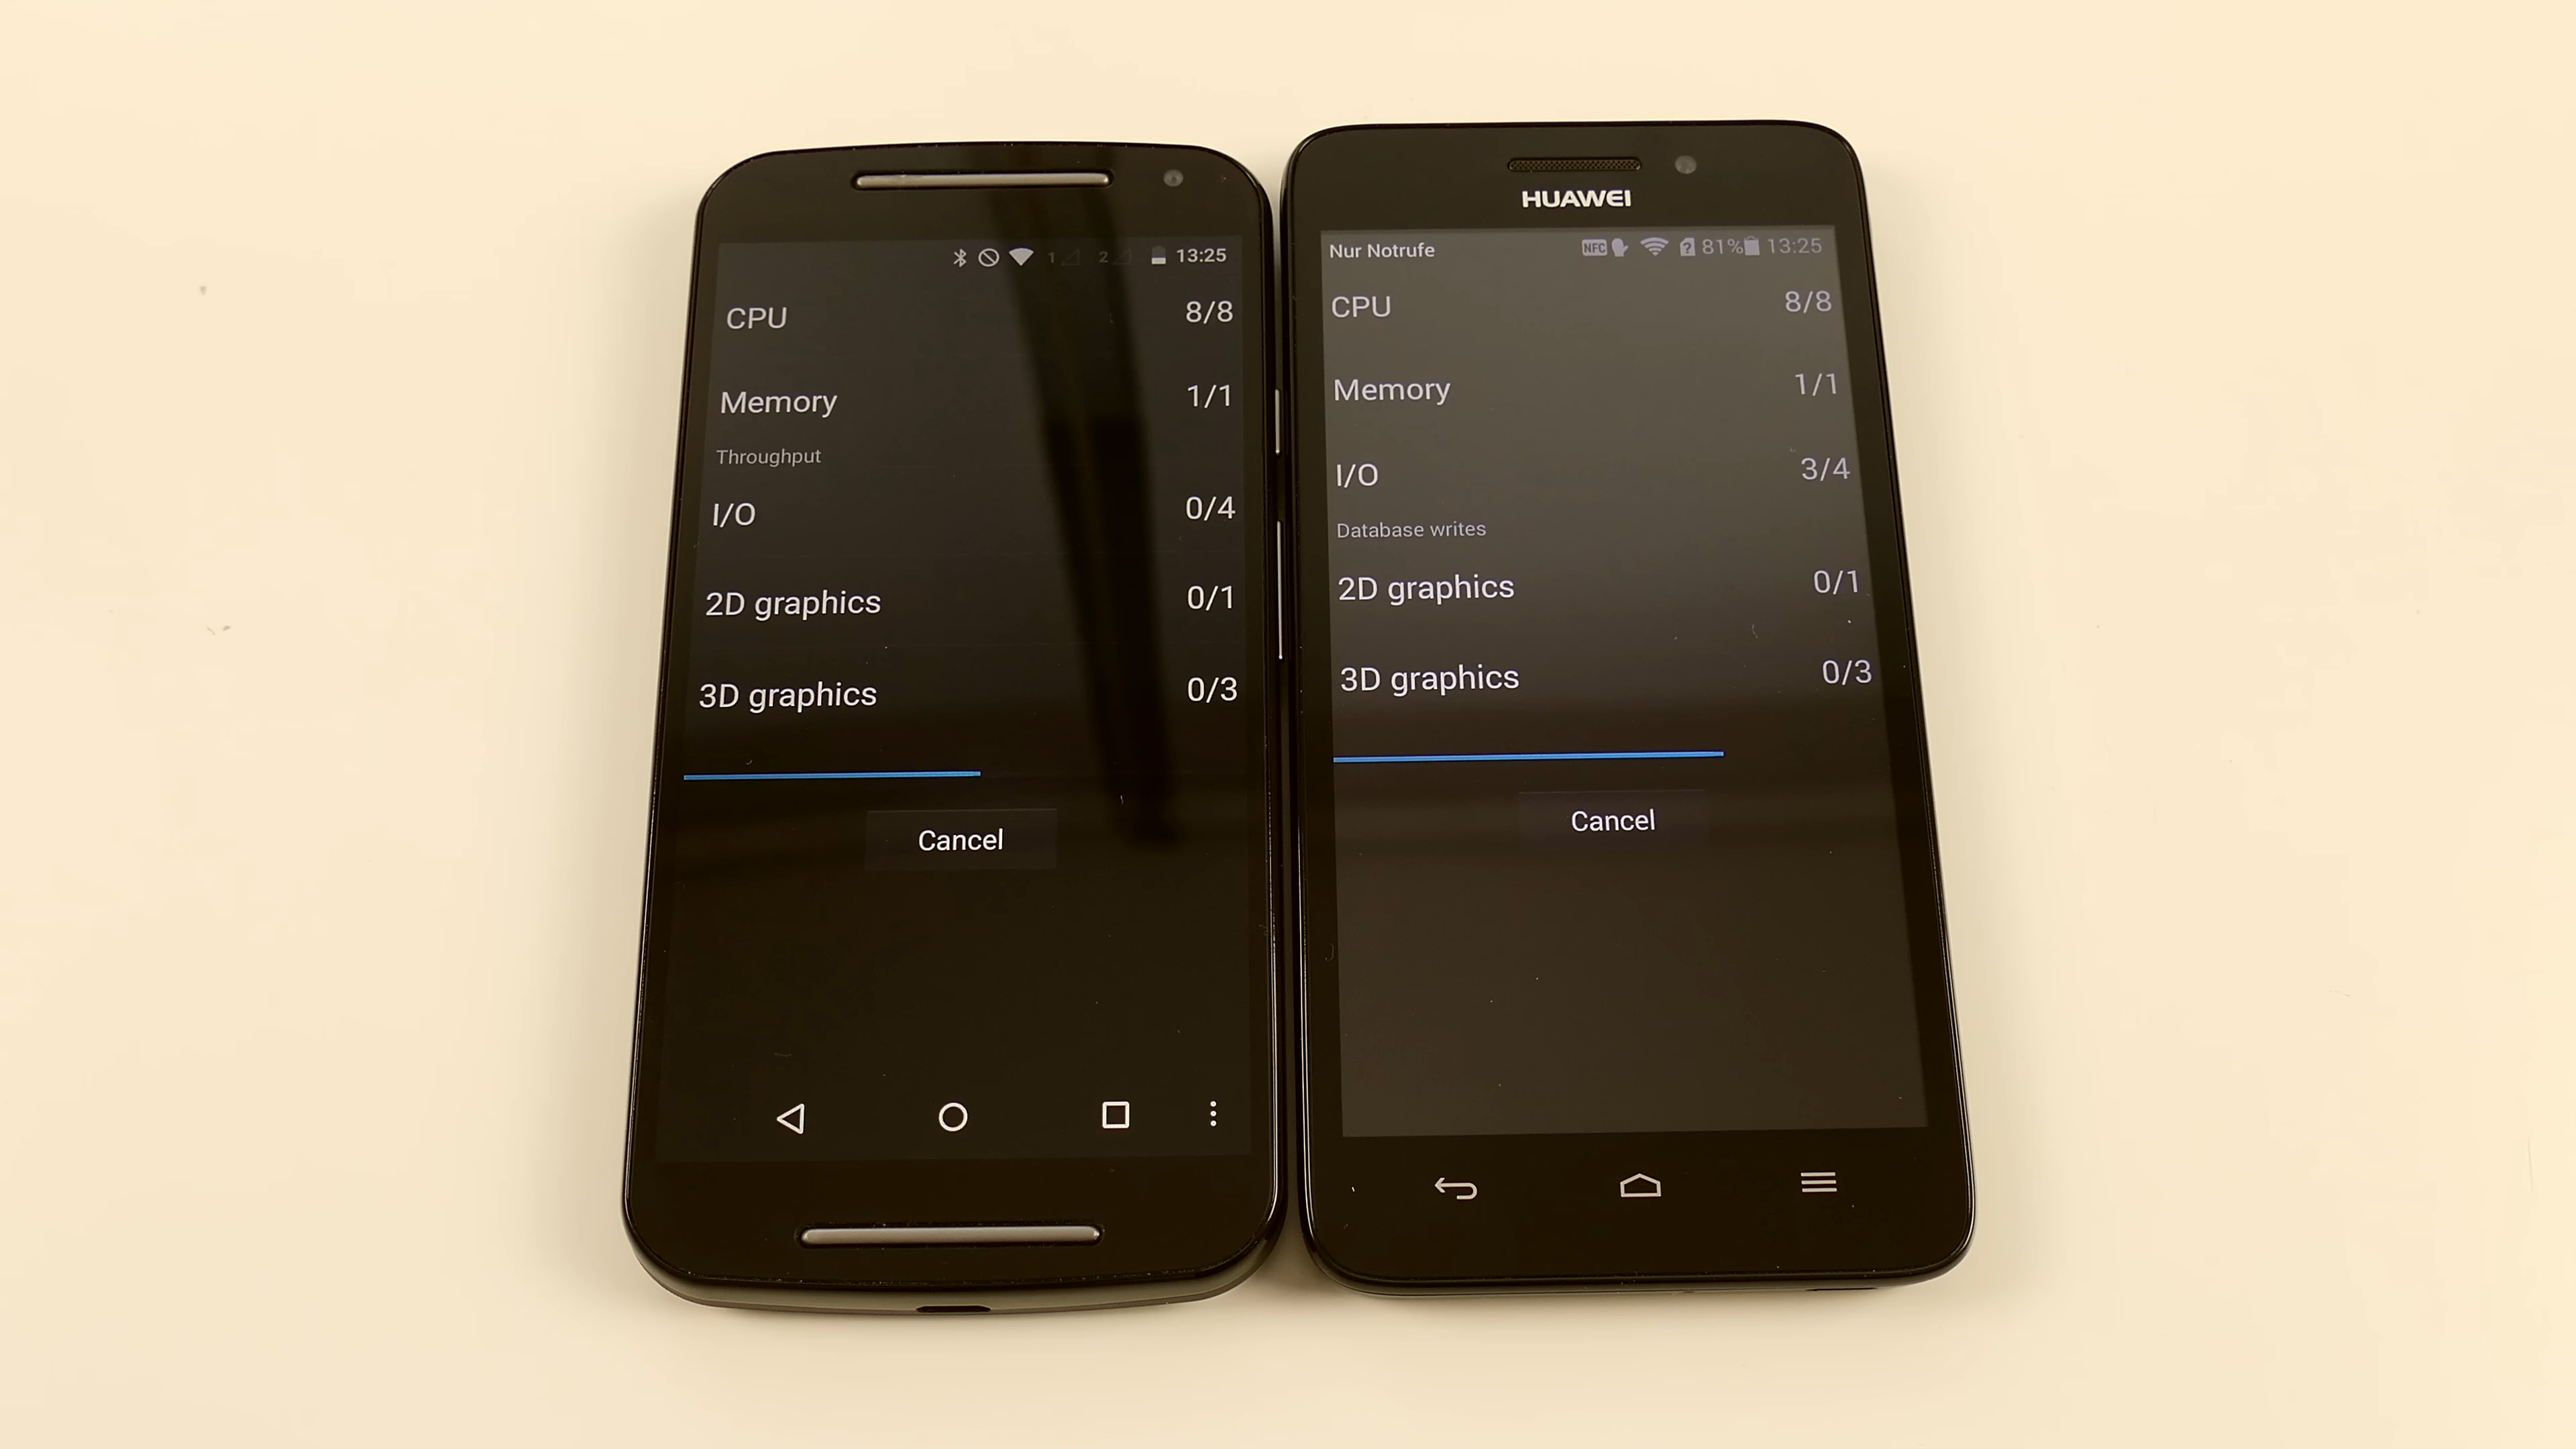 1 2 13:25
CPU 8/8
Memory 1/1
Throughput
I/O 0/4
2D graphics 0/1
3D graphics 0/3
Cancel
HUAWEI
Nur Notrufe NFC ? 81% 13:25
CPU 8/8
Memory 1/1
I/O 3/4
Database writes
2D graphics 0/1
3D graphics 0/3
Cancel